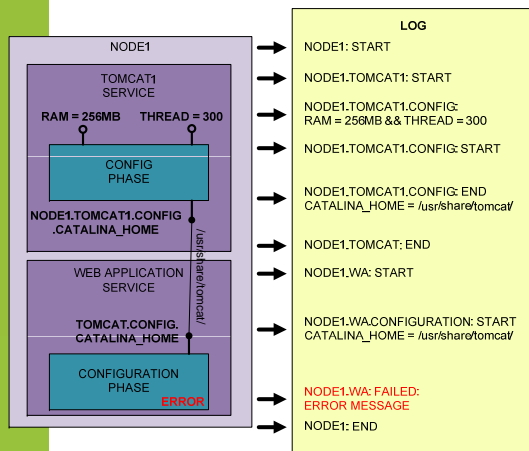 NODE1
TOMCAT1
SERVICE
RAM = 256MB
THREAD = 300
CONFIG
PHASE
NODE1.TOMCAT1.CONFIG
.CATALINA_HOME
/usr/share/tomcat/
WEB APPLICATION
SERVICE
TOMCAT.CONFIG.
CATALINA_HOME
CONFIGURATION
PHASE
ERROR
LOG
NODE1: START
NODE1.TOMCAT1: START
NODE1.TOMCAT1.CONFIG:
RAM = 256MB && THREAD = 300
NODE1.TOMCAT1.CONFIG: START
NODE1.TOMCAT1.CONFIG: END
CATALINA_HOME = /usr/share/tomcat/
NODE1.TOMCAT: END
NODE1.WA: START
NODE1.WA.CONFIGURATION: START
CATALINA_HOME = /usr/share/tomcat/
NODE1.WA: FAILED:
ERROR MESSAGE
NODE1: END